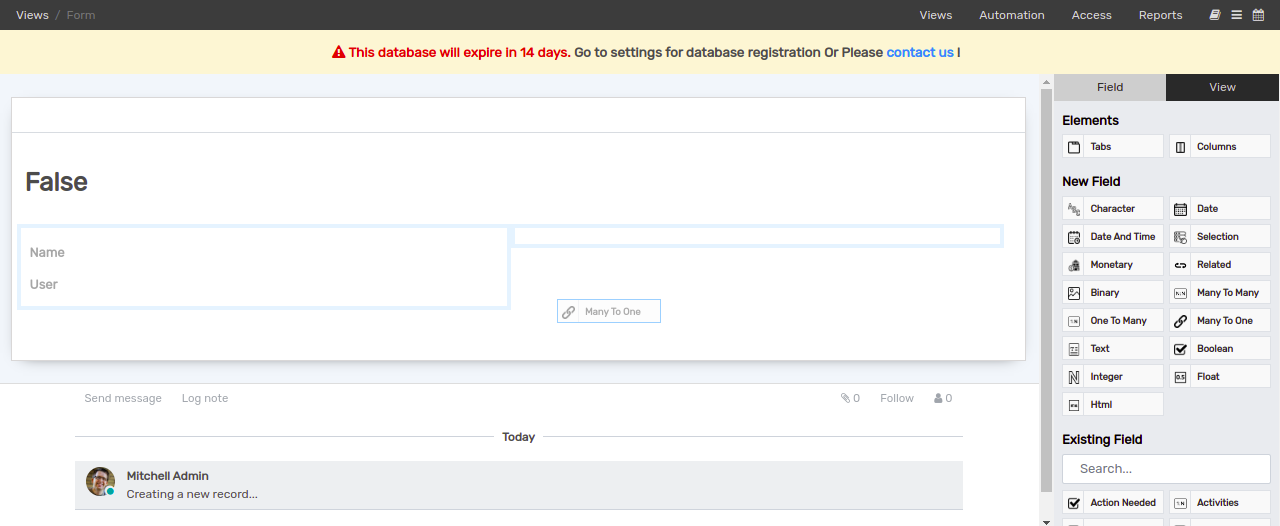 Views / Form
Views Automation Access Reports
This database will expire in 14 days. Go to settings for database registration Or Please contact us !
Field View
False
Name
User
Many To One
Send message Log note
0 Follow 0
Today
Mitchell Admin
Creating a new record...
Elements
Tabs Columns
New Field
Character Date
Date And Time Selection
Monetary Related
Binary Many To Many
One To Many Many To One
Text Boolean
Integer Float
Html
Existing Field
Search...
Action Needed Activities